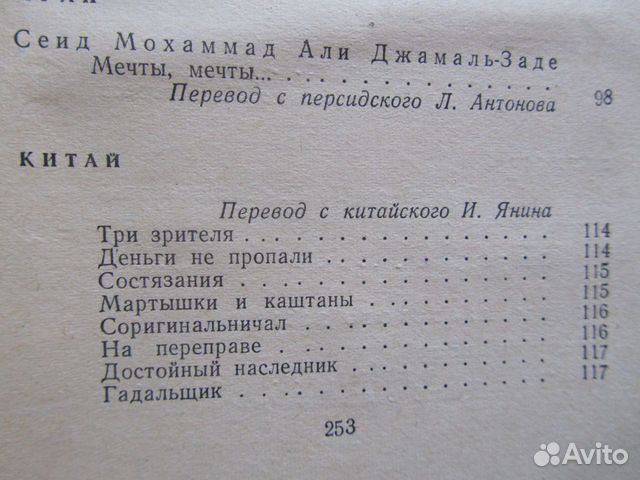 Сеид Мохаммад Али Джамаль-Заде
Мечты, мечты... . . . . . . . . . . . . 98
Перевод с персидского Л. Антонова
КИТАЙ
Перевод с китайского И. Янина
Три зрителя . . . . . . . . . . . . . . 114
Деньги не пропали . . . . . . . . . . . 114
Состязания . . . . . . . . . . . . . . 115
Мартышки и каштаны . . . . . . . . . . 115
Соригинальничал . . . . . . . . . . . . 116
На переправе . . . . . . . . . . . . . 116
Достойный наследник . . . . . . . . . . 117
Гадальщик . . . . . . . . . . . . . . . 117
253
Avito